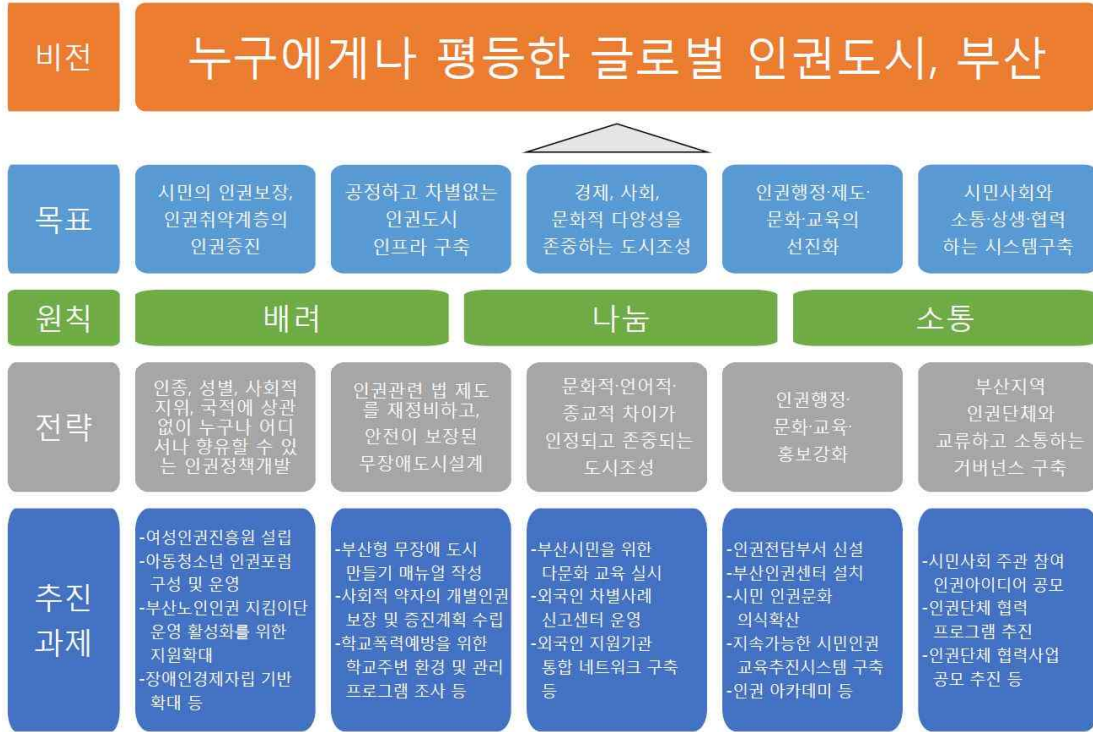 비전
누구에게나 평등한 글로벌 인권도시, 부산
목표
시민의 인권보장,
인권취약계층의
인권증진
공정하고 차별없는
인권도시
인프라 구축
경제, 사회,
문화적 다양성을
존중하는 도시조성
인권행정·제도·
문화·교육의
선진화
시민사회와
소통·상생·협력
하는 시스템구축
원칙
배려
나눔
소통
전략
인종, 성별, 사회적
지위, 국적에 상관
없이 누구나 어디
서나 향유할 수 있
는 인권정책개발
인권관련 법 제도
를 재정비하고,
안전이 보장된
무장애도시설계
문화적·언어적·
종교적 차이가
인정되고 존중되는
도시조성
인권행정·
문화·교육·
홍보강화
부산지역
인권단체와
교류하고 소통하는
거버넌스 구축
추진
과제
-여성인권진흥원 설립
-아동청소년 인권포럼
구성 및 운영
-부산노인인권 지킴이단
운영 활성화를 위한
지원확대
-장애인경제자립 기반
확대 등
-부산형 무장애 도시
만들기 매뉴얼 작성
-사회적 약자의 개별인권
보장 및 증진계획 수립
-학교폭력예방을 위한
학교주변 환경 및 관리
프로그램 조사 등
-부산시민을 위한
다문화 교육 실시
-외국인 차별사례
신고센터 운영
-외국인 지원기관
통합 네트워크 구축
등
-인권전담부서 신설
-부산인권센터 설치
-시민 인권문화
의식확산
-지속가능한 시민인권
교육추진시스템 구축
-인권 아카데미 등
-시민사회 주관 참여
인권아이디어 공모
-인권단체 협력
프로그램 추진
-인권단체 협력사업
공모 추진 등